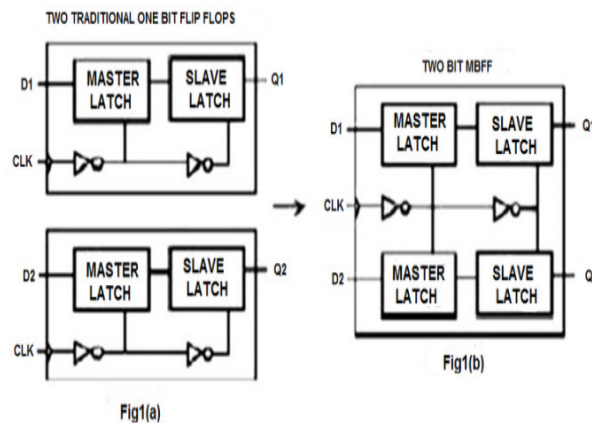 TWO TRADITIONAL ONE BIT FLIP FLOPS
D1
MASTER
LATCH
SLAVE
LATCH
Q1
CLK
D2
MASTER
LATCH
SLAVE
LATCH
Q2
CLK
Fig1(a)
TWO BIT MBFF
D1
MASTER
LATCH
SLAVE
LATCH
CLK
D2
MASTER
LATCH
SLAVE
LATCH
Fig1(b)